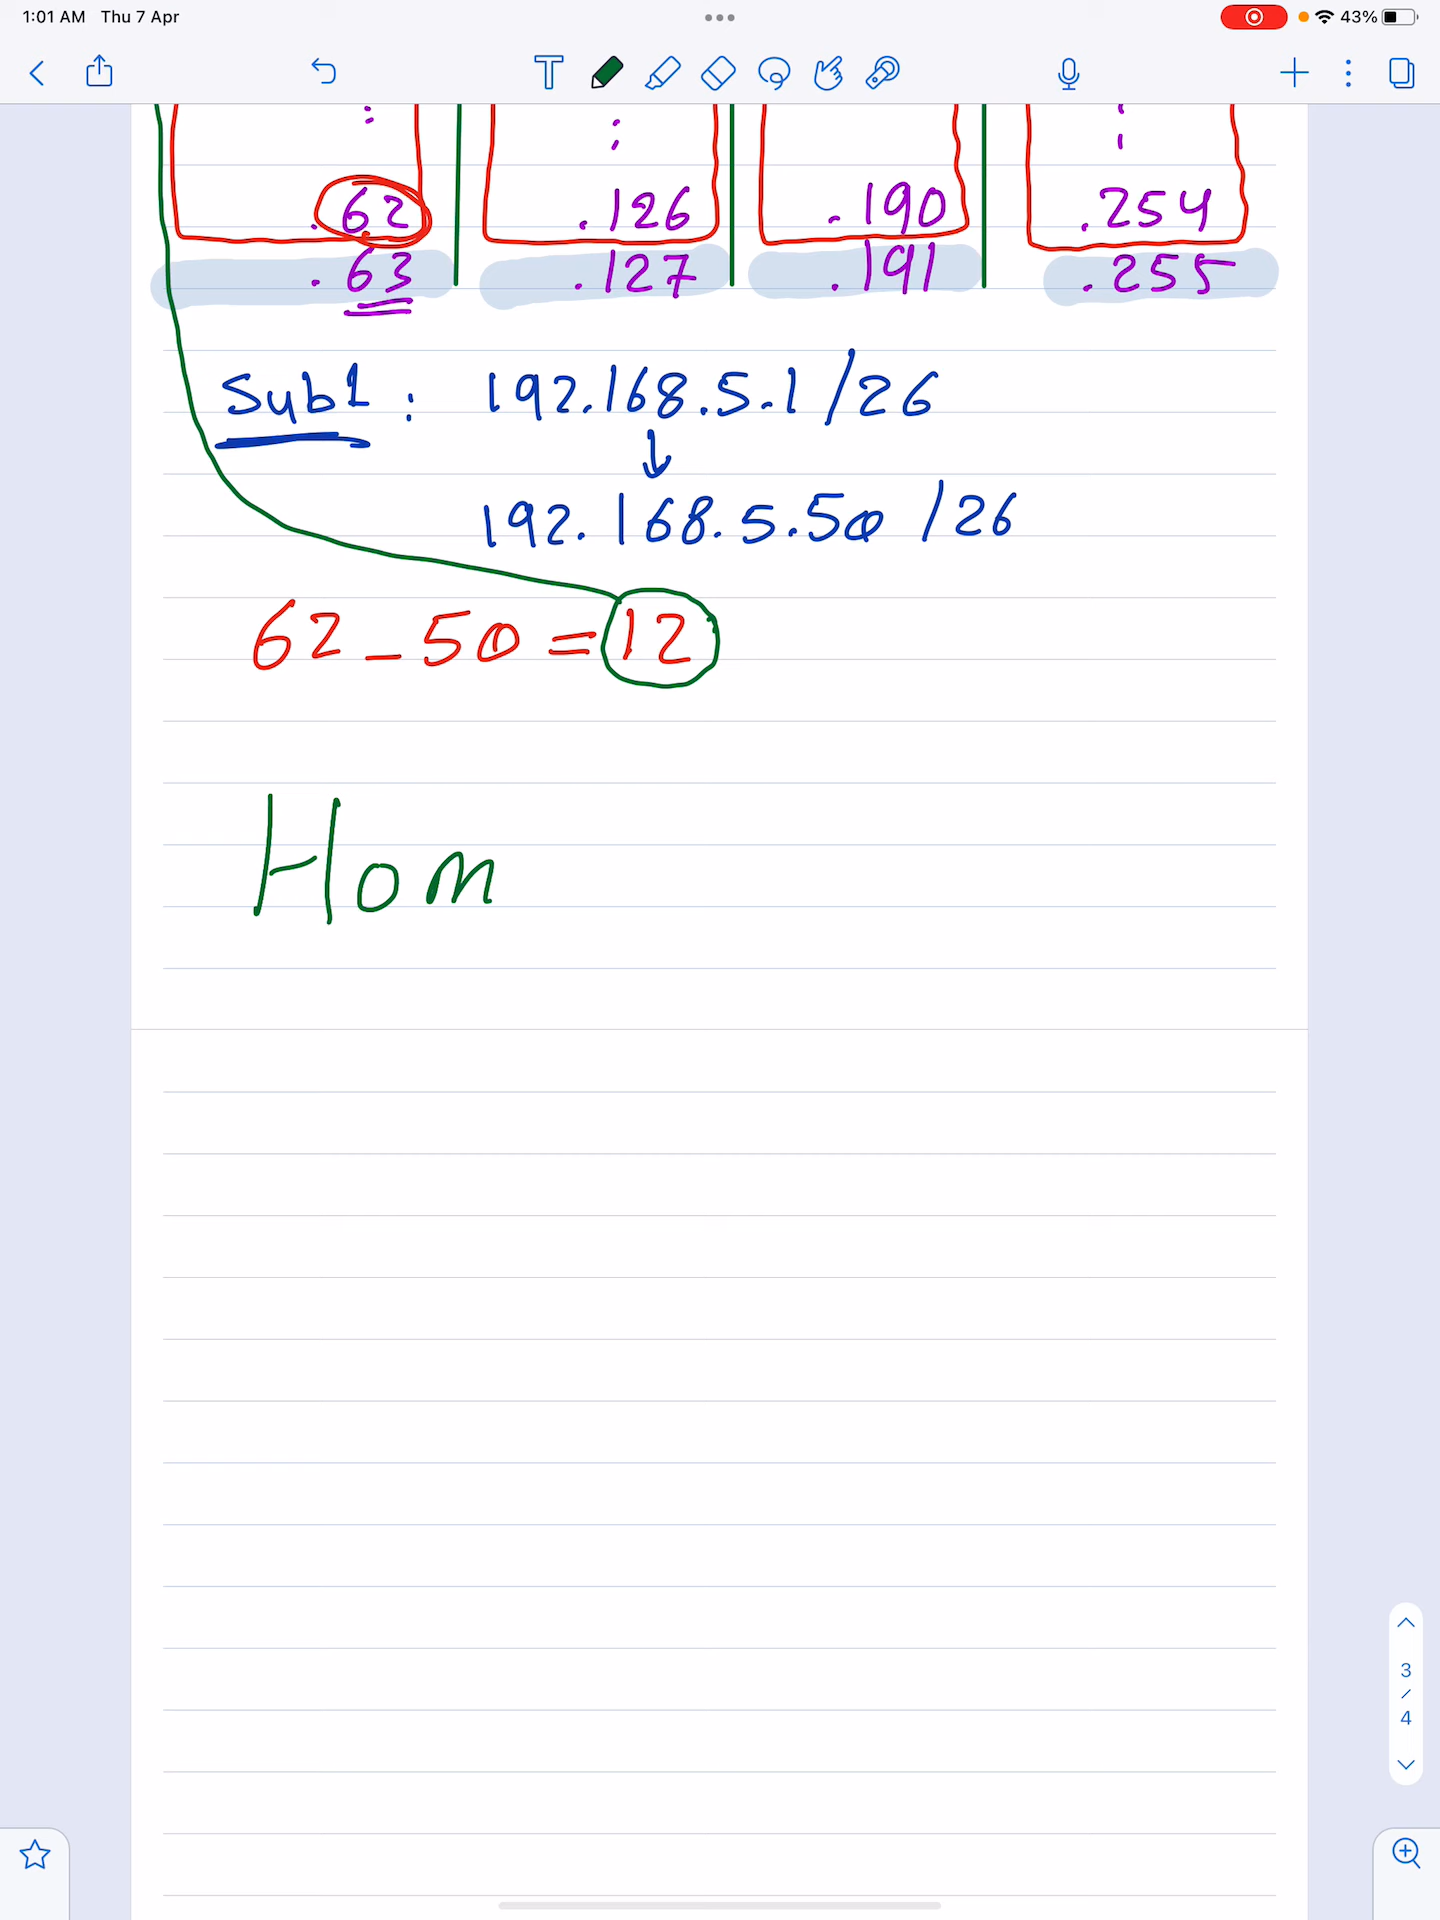 1:01 AM Thu 7 Apr 43%
T
.62 .126 .190 .254
.63 .127 .191 .255
Sub1 : 192.168.5.1 /26
↓
192.168.5.50 /26
62 - 50 = 12
Hom
3
/
4